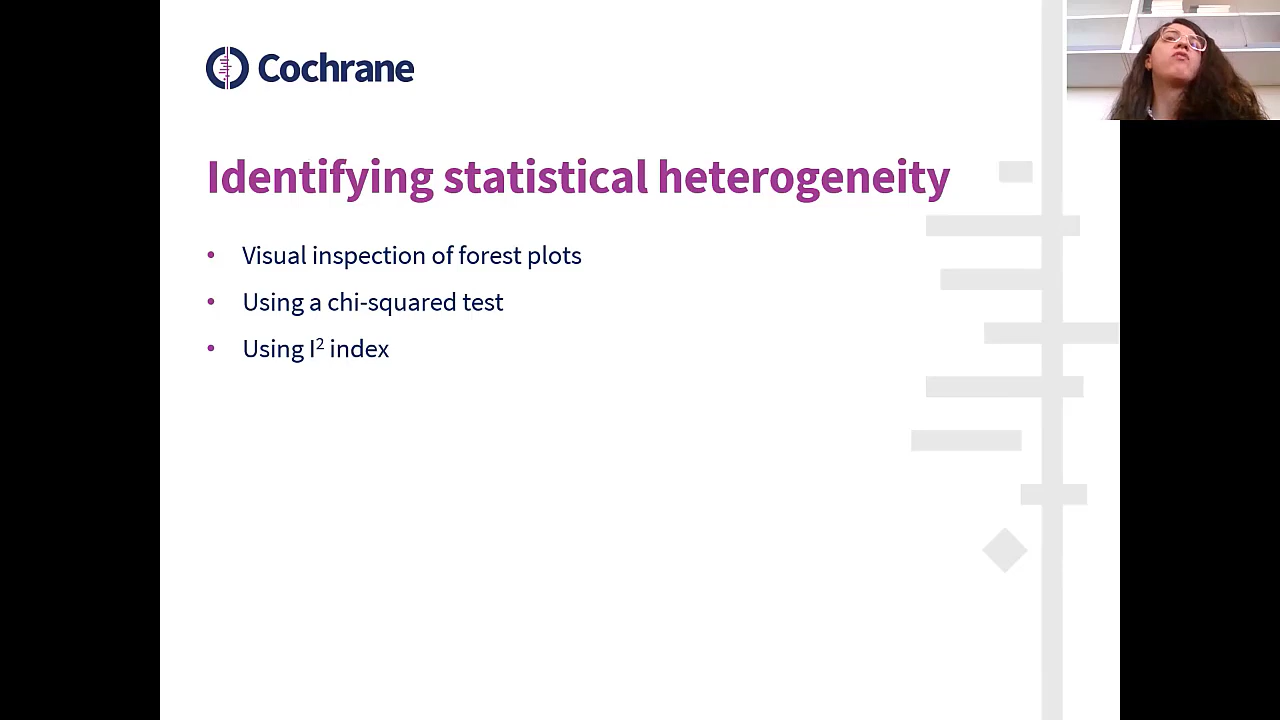 Cochrane
Identifying statistical heterogeneity
• Visual inspection of forest plots
• Using a chi-squared test
• Using I² index